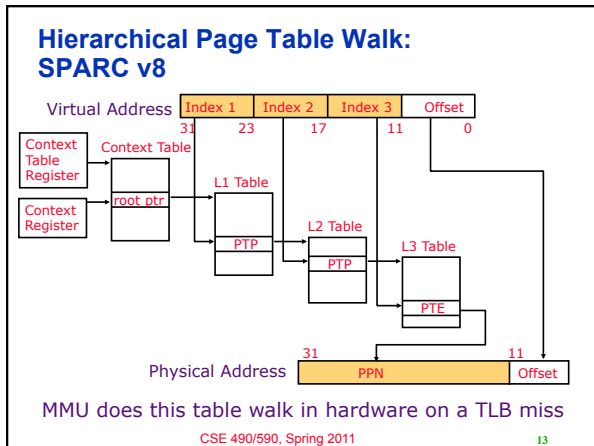 Hierarchical Page Table Walk:
SPARC v8
Virtual Address
Index 1 Index 2 Index 3 Offset
31 23 17 11 0
Context Table Register
Context Table
root ptr
Context Register
L1 Table
PTP
L2 Table
PTP
L3 Table
PTE
31 11
Physical Address PPN Offset
MMU does this table walk in hardware on a TLB miss
CSE 490/590, Spring 2011 13